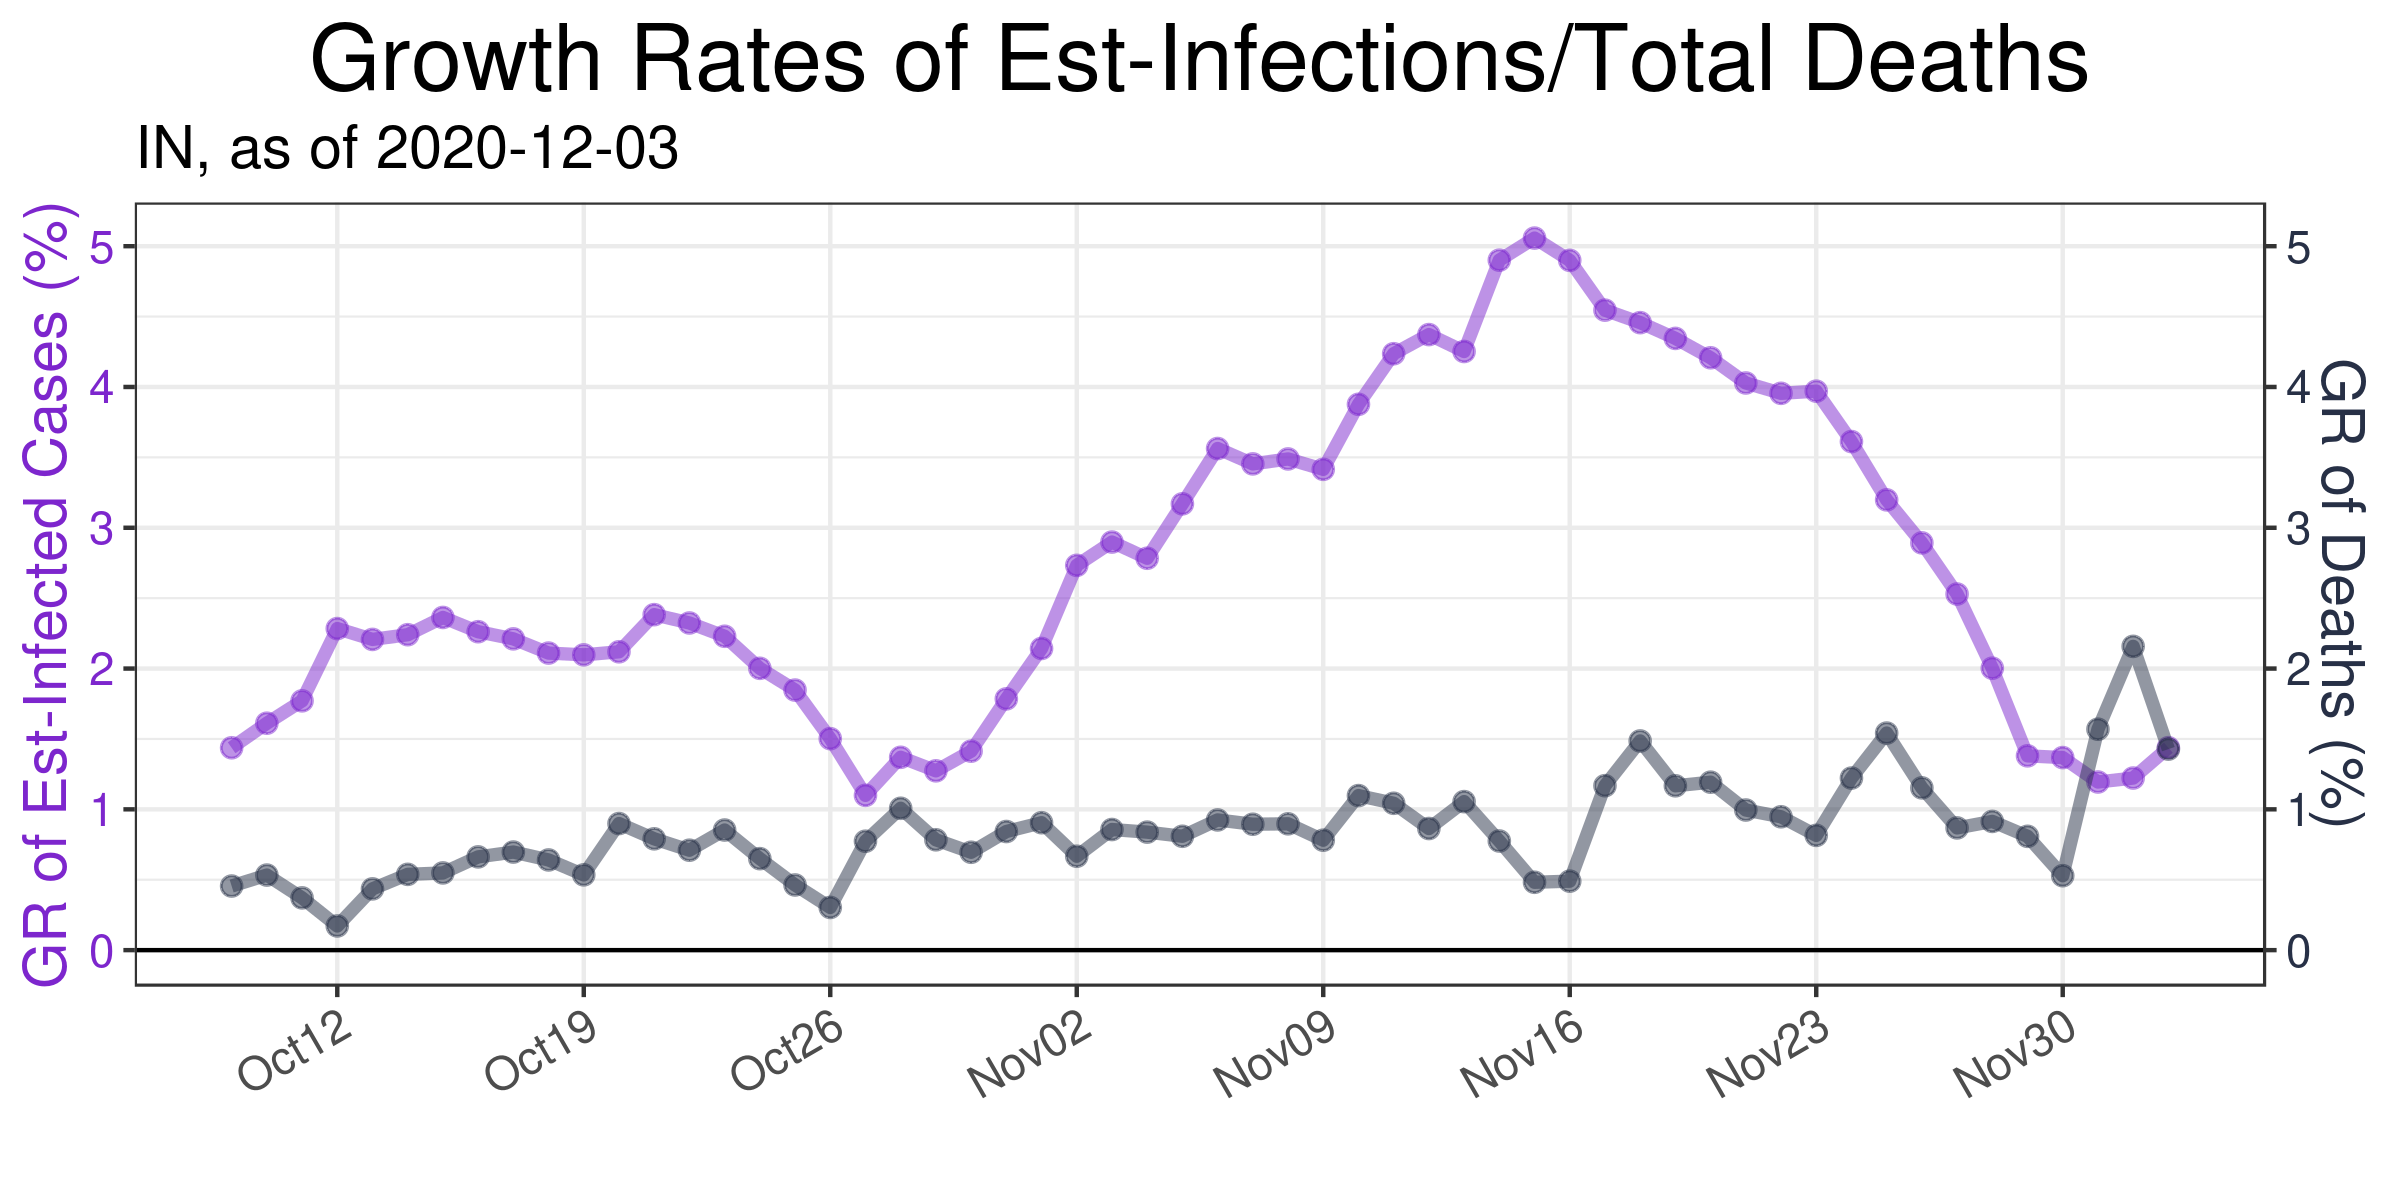 Growth Rates of Est-Infections/Total Deaths
IN, as of 2020-12-03
GR of Est-Infected Cases (%)
5
4
3
2
1
0
5
4
3
2
1
0
GR of Deaths (%)
Oct12
Oct19
Oct26
Nov02
Nov09
Nov16
Nov23
Nov30